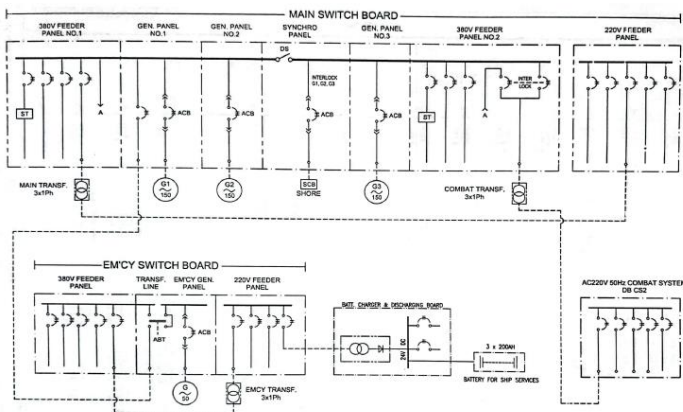 MAIN SWITCH BOARD
380V FEEDER
PANEL NO.1
GEN. PANEL
NO.1
GEN. PANEL
NO.2
SYNCHRO
PANEL
GEN. PANEL
NO.3
380V FEEDER
PANEL NO.2
220V FEEDER
PANEL
DS
INTERLOCK
G1, G2, G3
INTER
LOCK
ST
A
ACB
ACB
ACB
ACB
ST
A
MAIN TRANSF.
3x1Ph
G1
150
G2
150
SCB
SHORE
G3
150
COMBAT TRANSF.
3x1Ph
EM'CY SWITCH BOARD
380V FEEDER
PANEL
TRANSF.
LINE
EM'CY GEN.
PANEL
220V FEEDER
PANEL
ABT
ACB
G
50
EMCY TRANSF.
3x1Ph
BATT. CHARGER & DISCHARGING BOARD
24V DC
3 x 200AH
BATTERY FOR SHIP SERVICES
AC220V 50Hz COMBAT SYSTEM
DB CS2